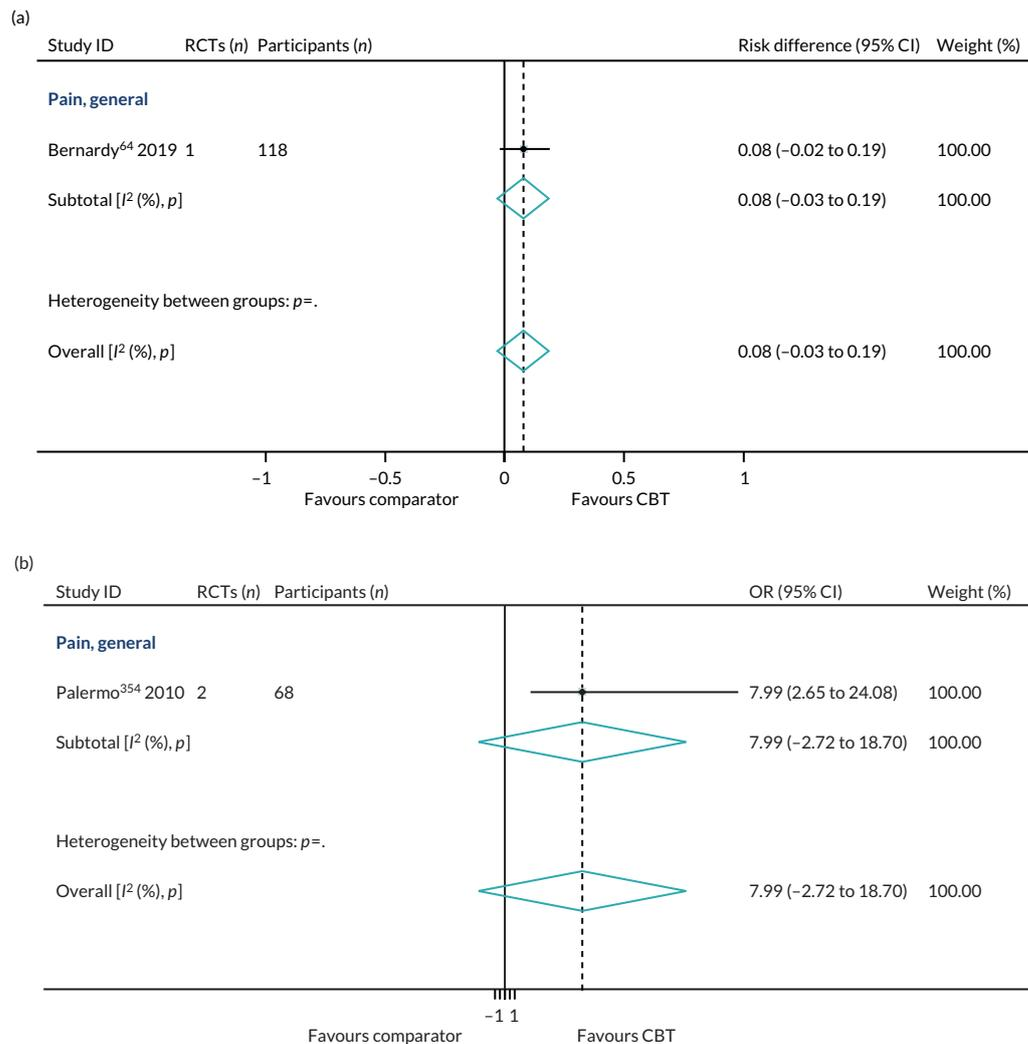 (a)
Study ID RCTs (n) Participants (n) Risk difference (95% CI) Weight (%)
Pain, general
Bernardy⁶⁴ 2019 1 118 0.08 (–0.02 to 0.19) 100.00
Subtotal [I² (%), p] 0.08 (–0.03 to 0.19) 100.00
Heterogeneity between groups: p=.
Overall [I² (%), p] 0.08 (–0.03 to 0.19) 100.00
–1 –0.5 0 0.5 1
Favours comparator Favours CBT
(b)
Study ID RCTs (n) Participants (n) OR (95% CI) Weight (%)
Pain, general
Palermo³⁵⁴ 2010 2 68 7.99 (2.65 to 24.08) 100.00
Subtotal [I² (%), p] 7.99 (–2.72 to 18.70) 100.00
Heterogeneity between groups: p=.
Overall [I² (%), p] 7.99 (–2.72 to 18.70) 100.00
–1 1
Favours comparator Favours CBT